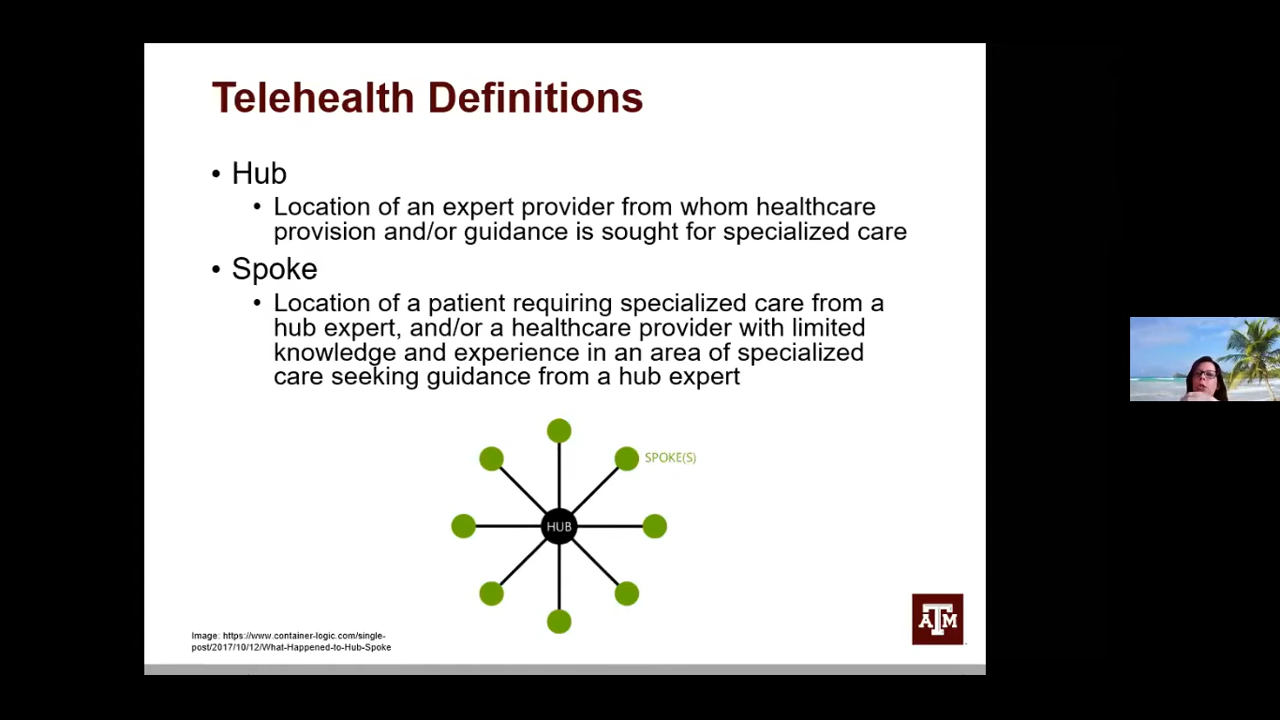 Telehealth Definitions
• Hub
• Location of an expert provider from whom healthcare
provision and/or guidance is sought for specialized care
• Spoke
• Location of a patient requiring specialized care from a
hub expert, and/or a healthcare provider with limited
knowledge and experience in an area of specialized
care seeking guidance from a hub expert
SPOKE(S)
HUB
Image: https://www.container-logic.com/single-
post/2017/10/12/What-Happened-to-Hub-Spoke
ATM